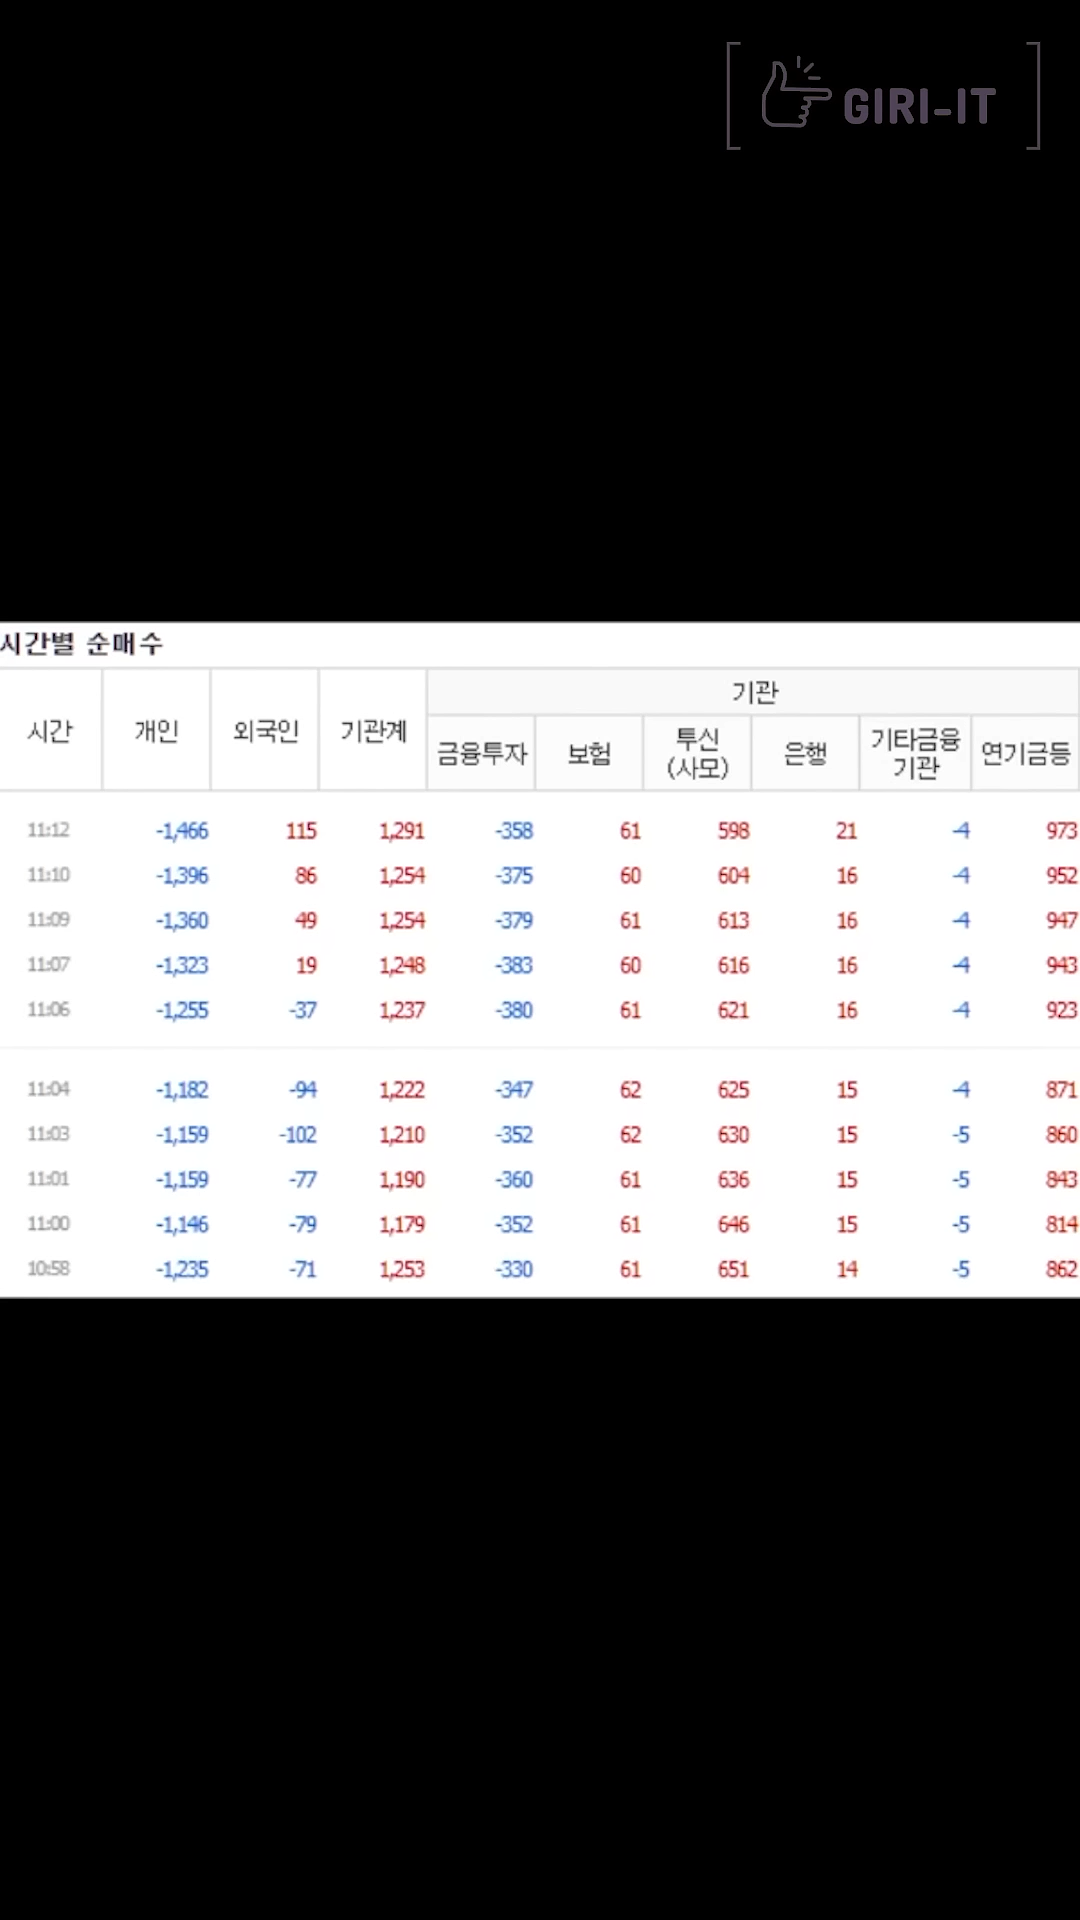 GIRI-IT
시간별 순매수
시간 개인 외국인 기관계 기관
금융투자 보험 투신(사모) 은행 기타금융기관 연기금등
11:12 -1,466 115 1,291 -358 61 598 21 -4 973
11:10 -1,396 86 1,254 -375 60 604 16 -4 952
11:09 -1,360 49 1,254 -379 61 613 16 -4 947
11:07 -1,323 19 1,248 -383 60 616 16 -4 943
11:06 -1,255 -37 1,237 -380 61 621 16 -4 923
11:04 -1,182 -94 1,222 -347 62 625 15 -4 871
11:03 -1,159 -102 1,210 -352 62 630 15 -5 860
11:01 -1,159 -77 1,190 -360 61 636 15 -5 843
11:00 -1,146 -79 1,179 -352 61 646 15 -5 814
10:58 -1,235 -71 1,253 -330 61 651 14 -5 862